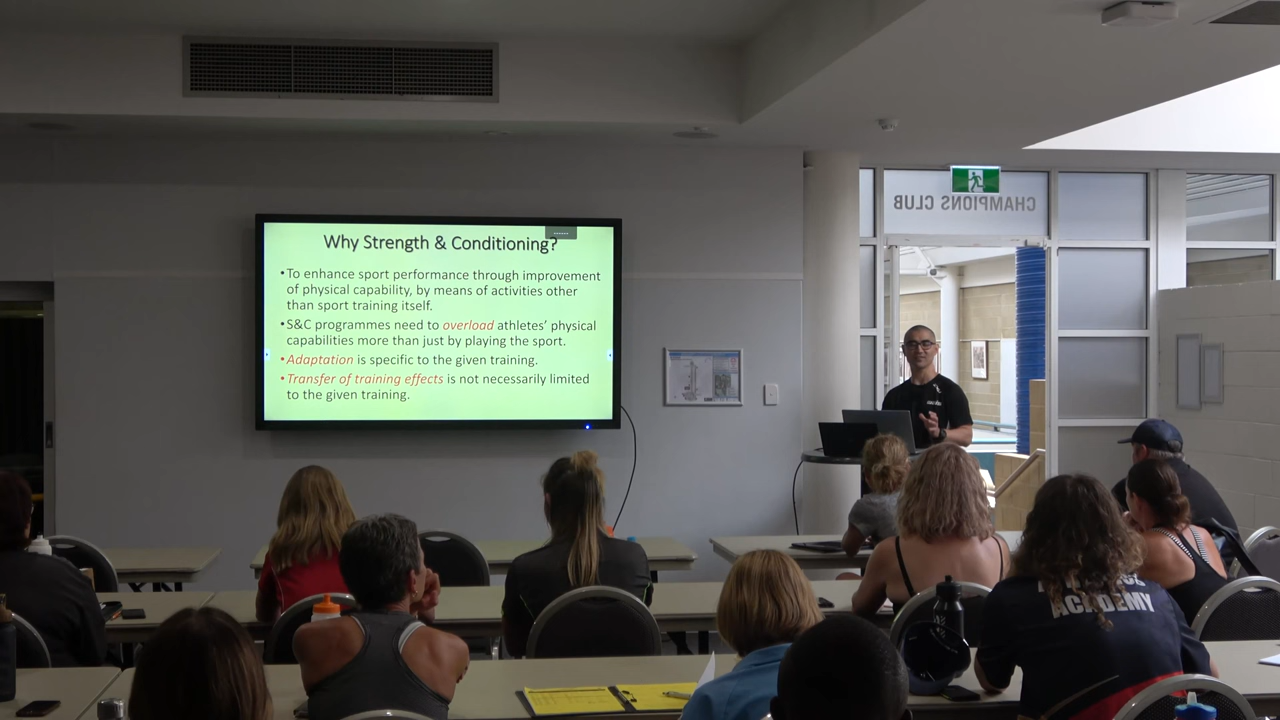 CHAMPIONS CLUB
Why Strength & Conditioning?
•To enhance sport performance through improvement
of physical capability, by means of activities other
than sport training itself.
•S&C programmes need to overload athletes’ physical
capabilities more than just by playing the sport.
•Adaptation is specific to the given training.
•Transfer of training effects is not necessarily limited
to the given training.
ACADEMY